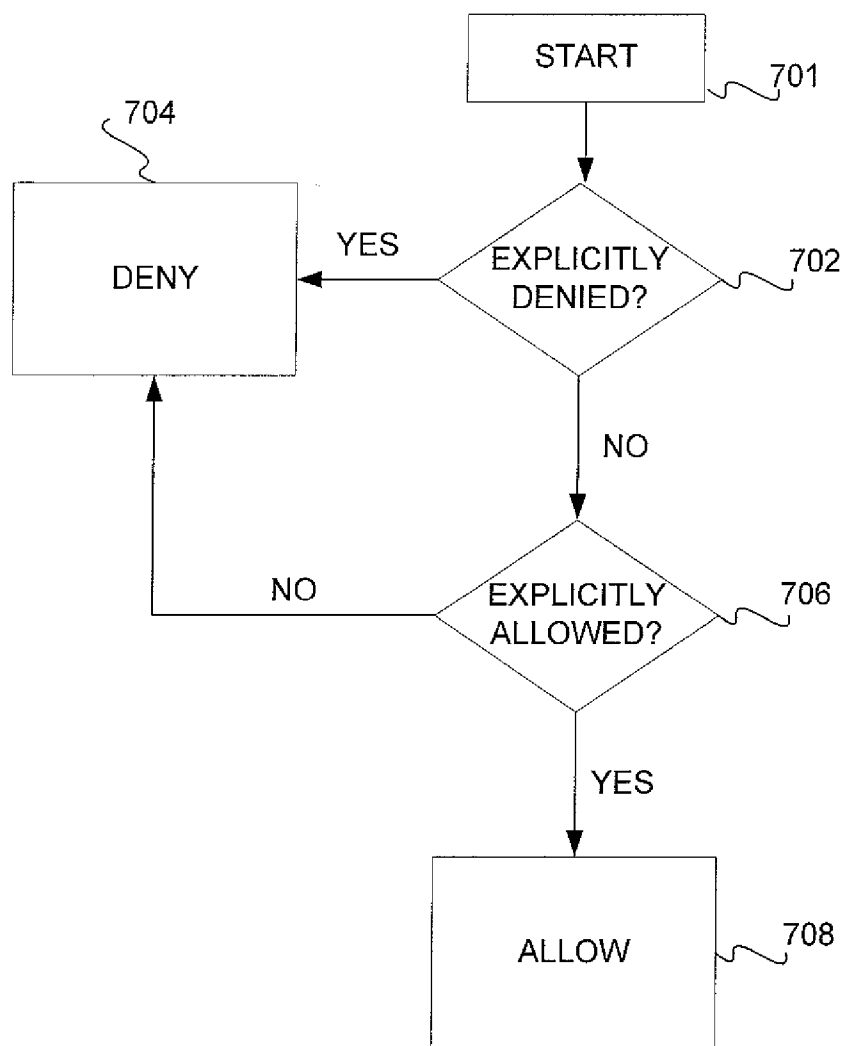 START
701
704
YES
DENY
EXPLICITLY
DENIED?
702
NO
NO
EXPLICITLY
ALLOWED?
706
YES
ALLOW
708